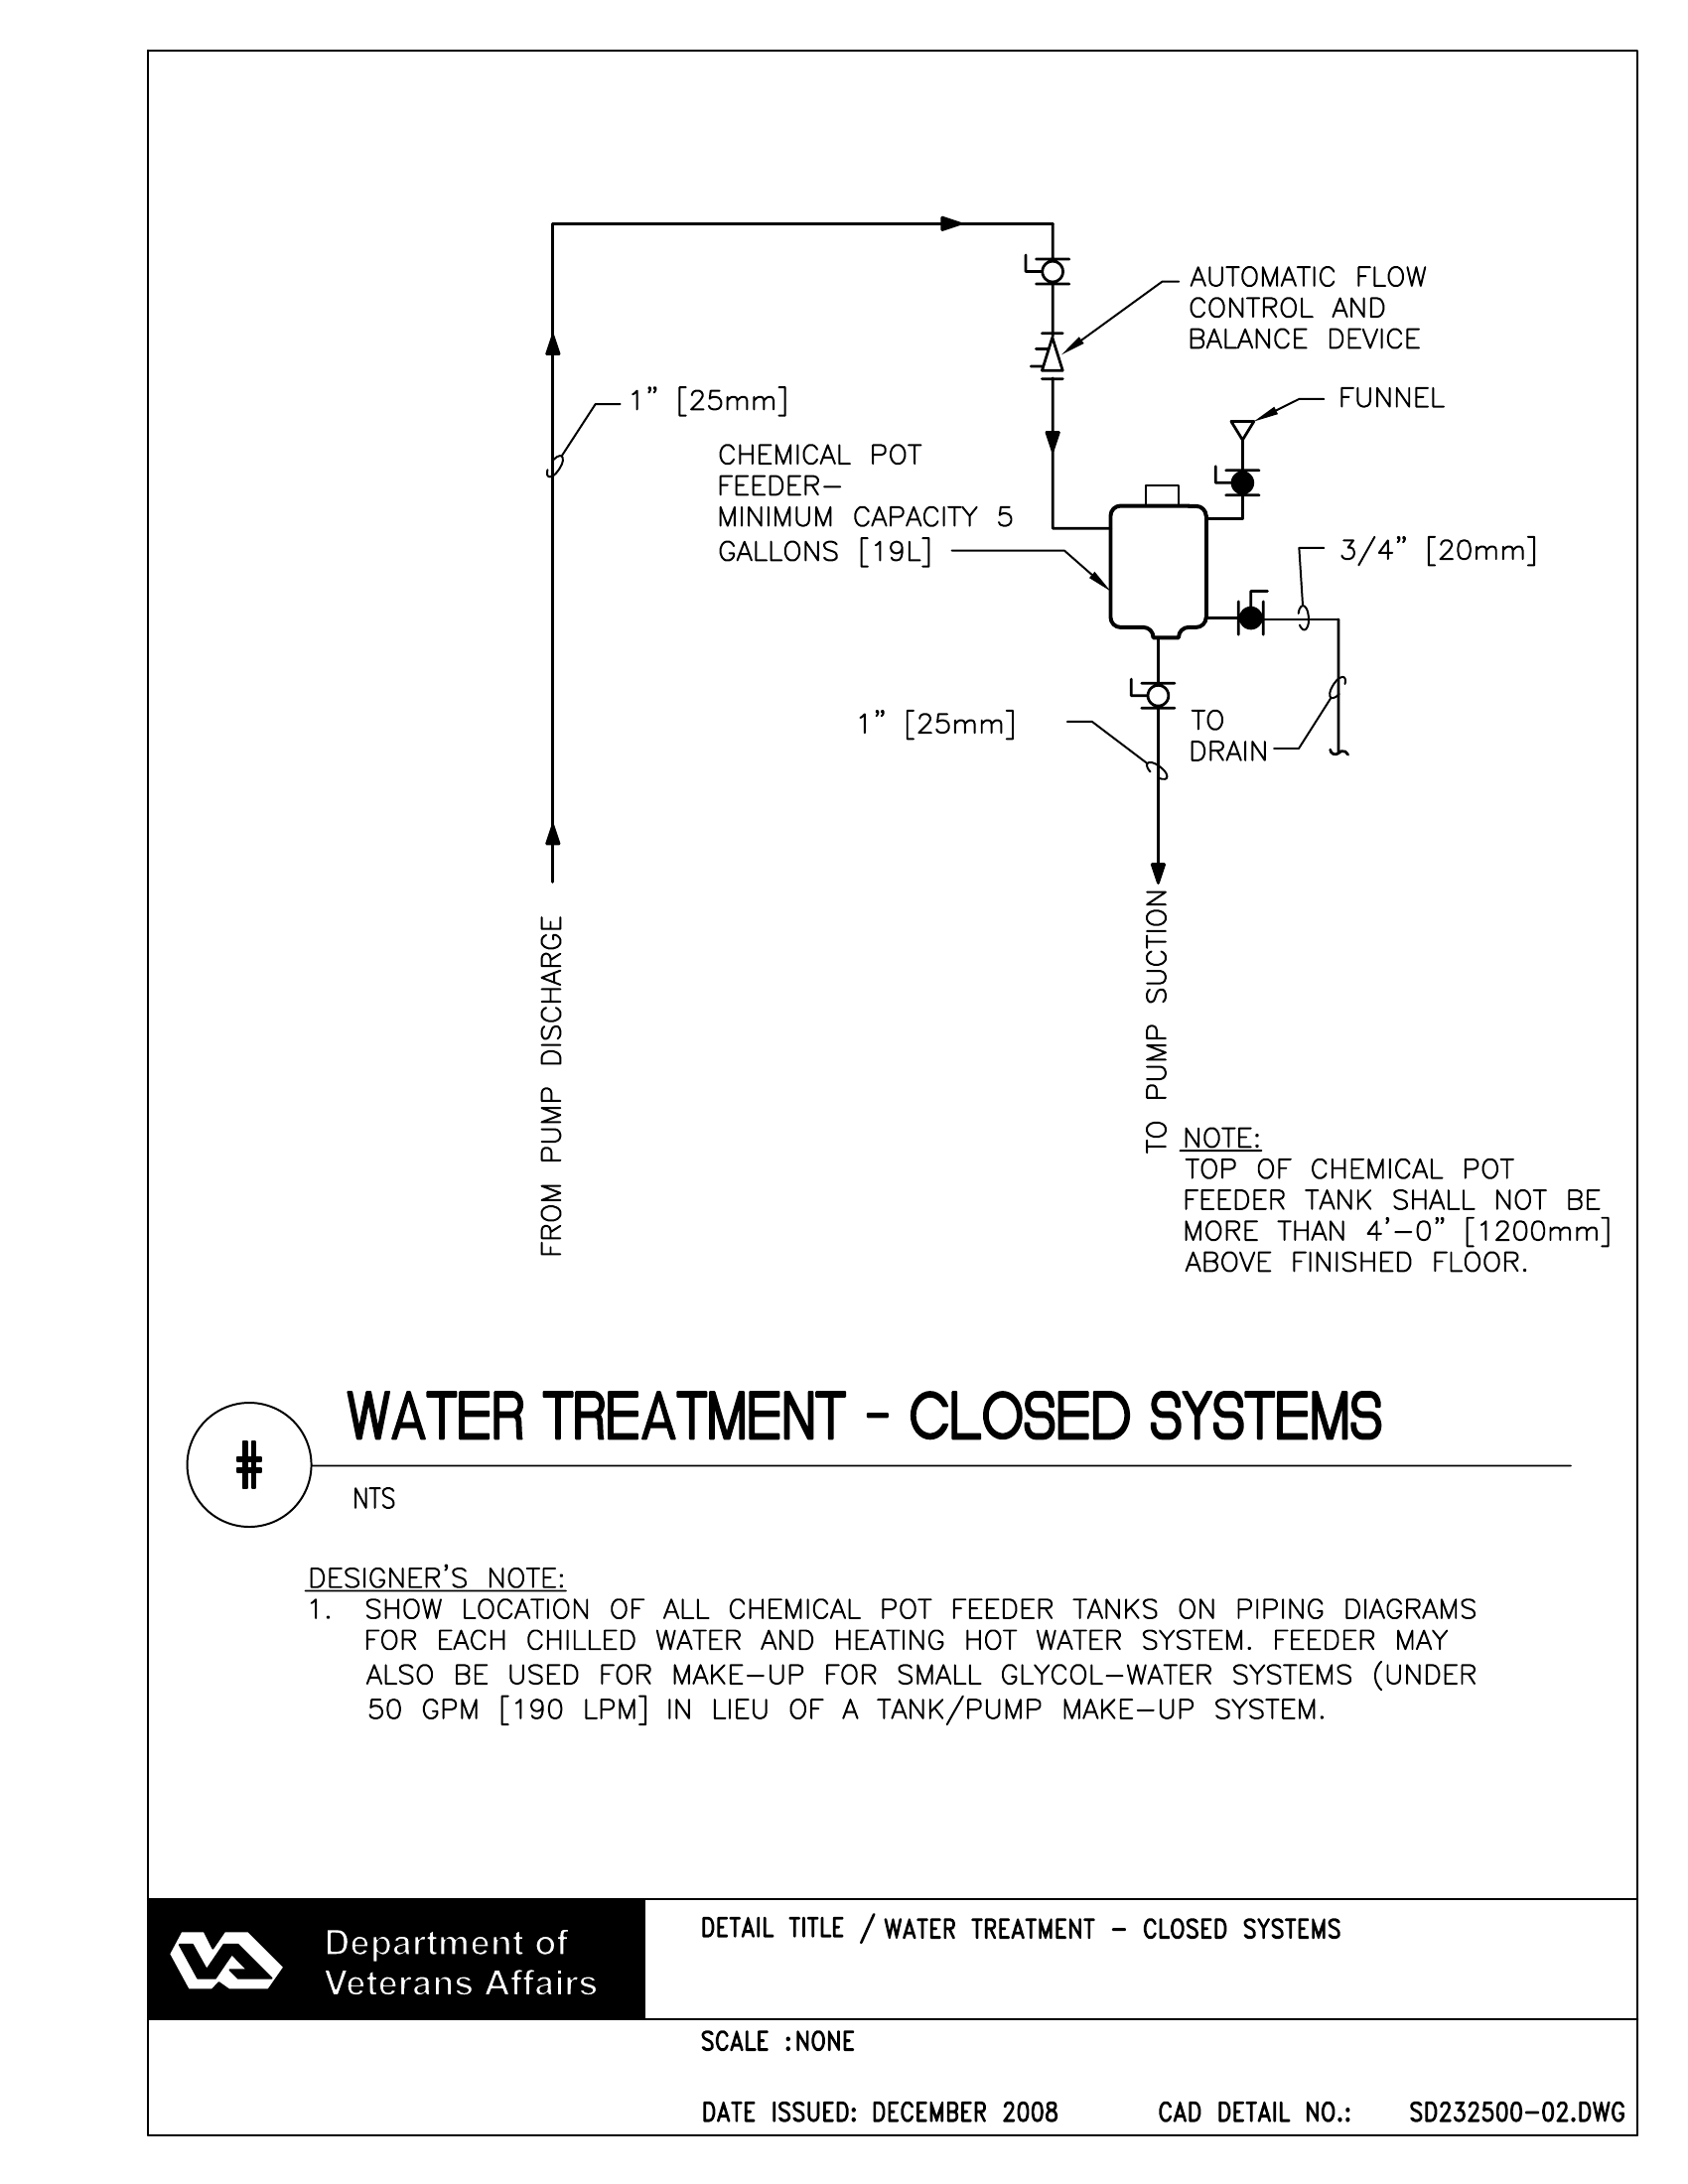 AUTOMATIC FLOW
CONTROL AND
BALANCE DEVICE
1" [25mm]
FUNNEL
CHEMICAL POT
FEEDER-
MINIMUM CAPACITY 5
GALLONS [19L]
3/4" [20mm]
1" [25mm]
TO
DRAIN
FROM PUMP DISCHARGE
TO PUMP SUCTION
NOTE:
TOP OF CHEMICAL POT
FEEDER TANK SHALL NOT BE
MORE THAN 4'-0" [1200mm]
ABOVE FINISHED FLOOR.
WATER TREATMENT - CLOSED SYSTEMS
#
NTS
DESIGNER'S NOTE:
1. SHOW LOCATION OF ALL CHEMICAL POT FEEDER TANKS ON PIPING DIAGRAMS
FOR EACH CHILLED WATER AND HEATING HOT WATER SYSTEM. FEEDER MAY
ALSO BE USED FOR MAKE-UP FOR SMALL GLYCOL-WATER SYSTEMS (UNDER
50 GPM [190 LPM] IN LIEU OF A TANK/PUMP MAKE-UP SYSTEM.
Department of
Veterans Affairs
DETAIL TITLE / WATER TREATMENT - CLOSED SYSTEMS
SCALE :NONE
DATE ISSUED: DECEMBER 2008 CAD DETAIL NO.: SD232500-02.DWG